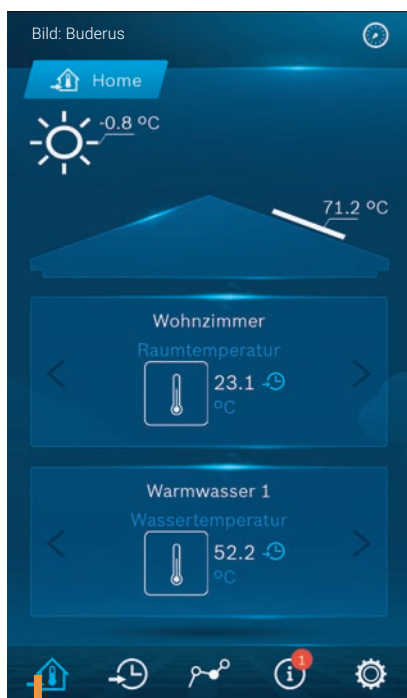 Bild: Buderus
Home
-0.8 °C
71.2 °C
Wohnzimmer
Raumtemperatur
23.1
°C
Warmwasser 1
Wassertemperatur
52.2
°C
1